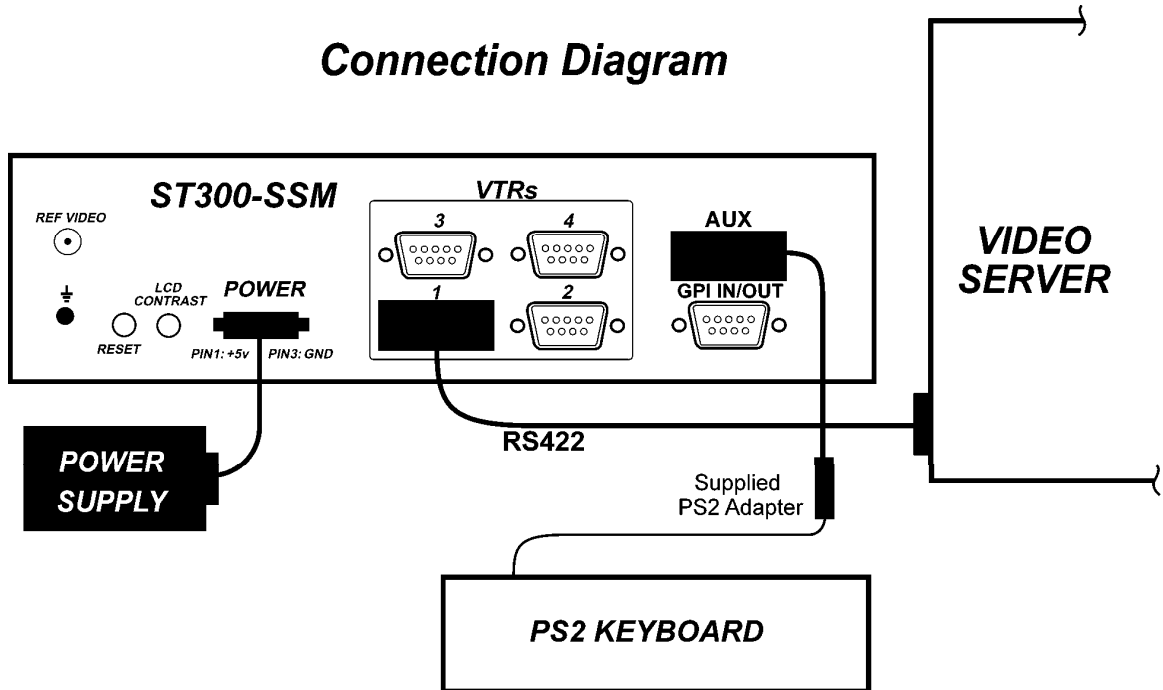 Connection Diagram
ST300-SSM
VTRs
REF VIDEO
3
4
AUX
VIDEO
SERVER
LCD
CONTRAST
POWER
1
2
GPI IN/OUT
RESET
PIN1: +5v
PIN3: GND
RS422
POWER
SUPPLY
Supplied
PS2 Adapter
PS2 KEYBOARD